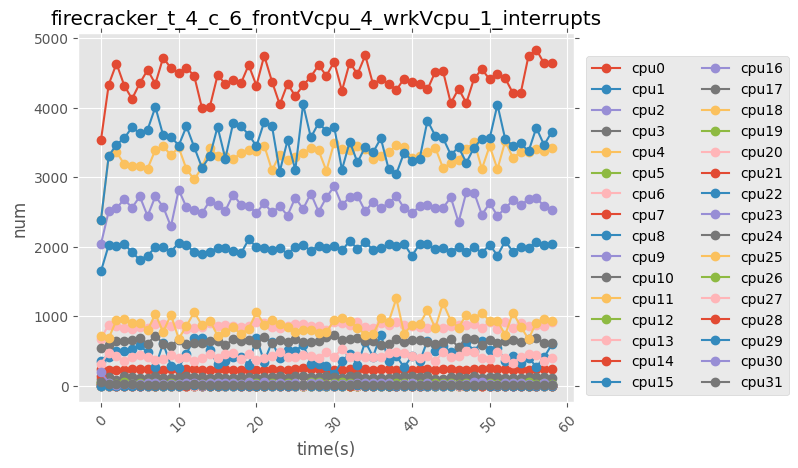 firecracker_t_4_c_6_frontVcpu_4_wrkVcpu_1_interrupts
5000
4000
3000
2000
1000
0
num
0
10
20
30
40
50
60
time(s)
cpu0
cpu1
cpu2
cpu3
cpu4
cpu5
cpu6
cpu7
cpu8
cpu9
cpu10
cpu11
cpu12
cpu13
cpu14
cpu15
cpu16
cpu17
cpu18
cpu19
cpu20
cpu21
cpu22
cpu23
cpu24
cpu25
cpu26
cpu27
cpu28
cpu29
cpu30
cpu31